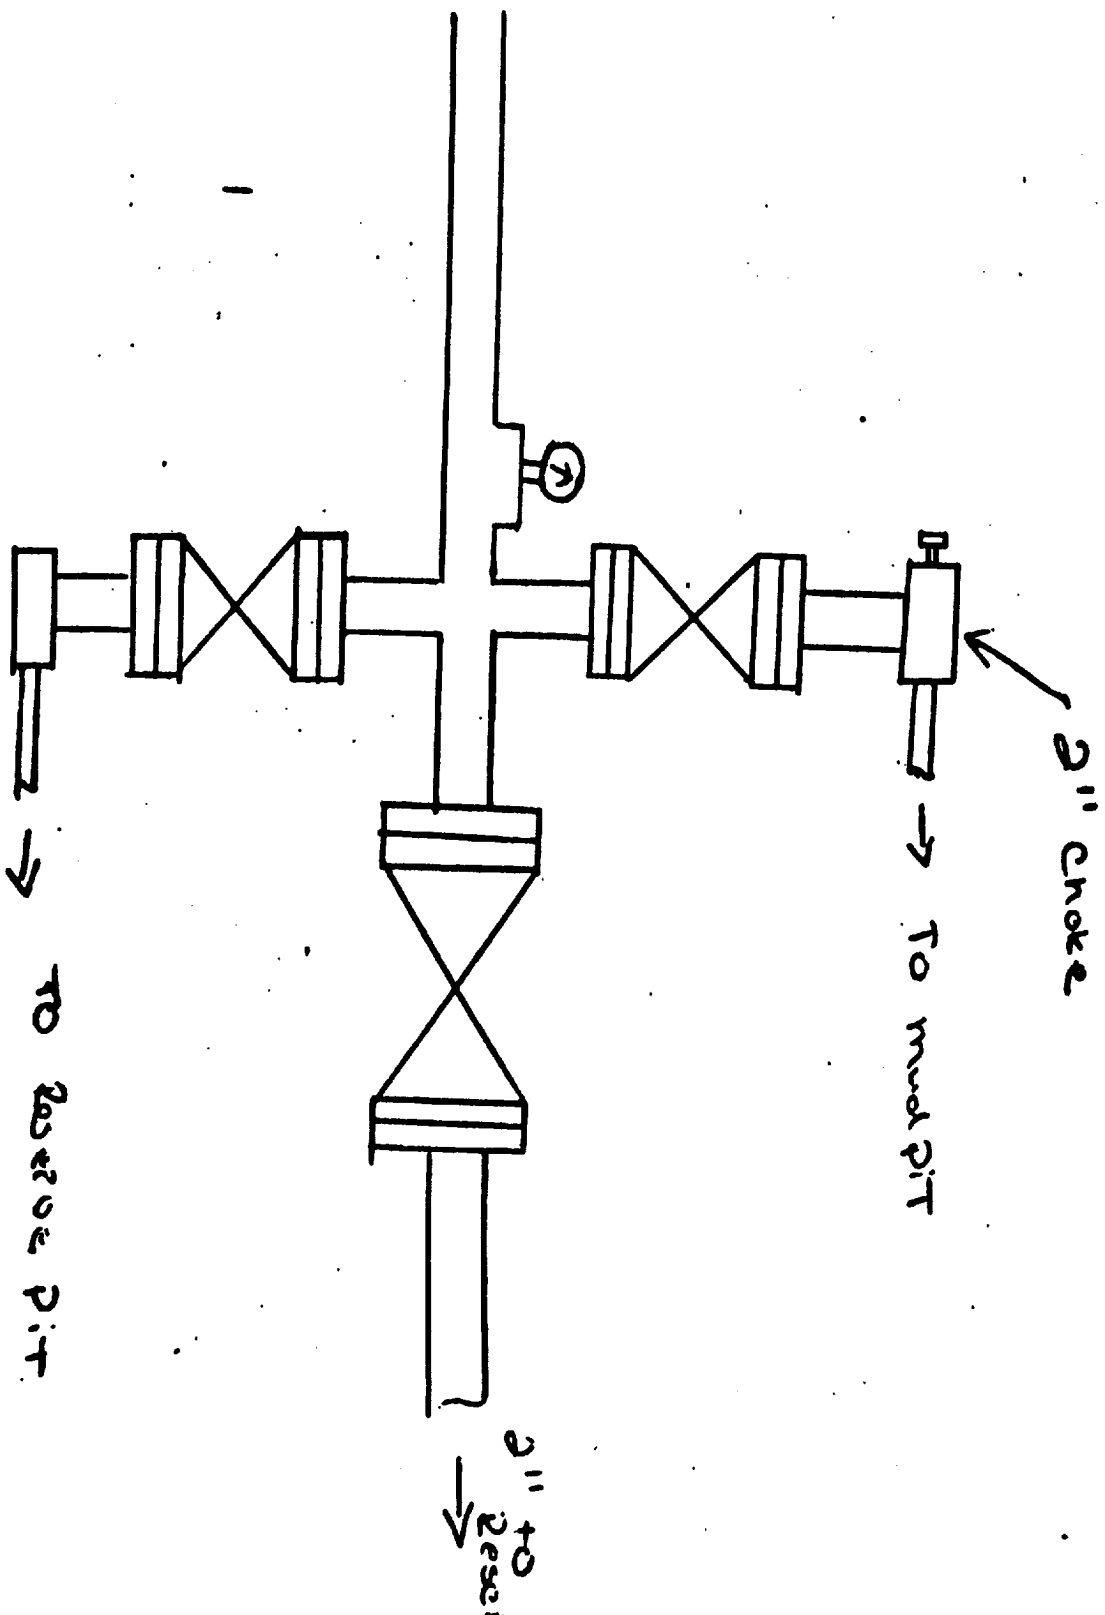 2" choke
→ To mud pit
2" to
→
→ TO Reserve pit